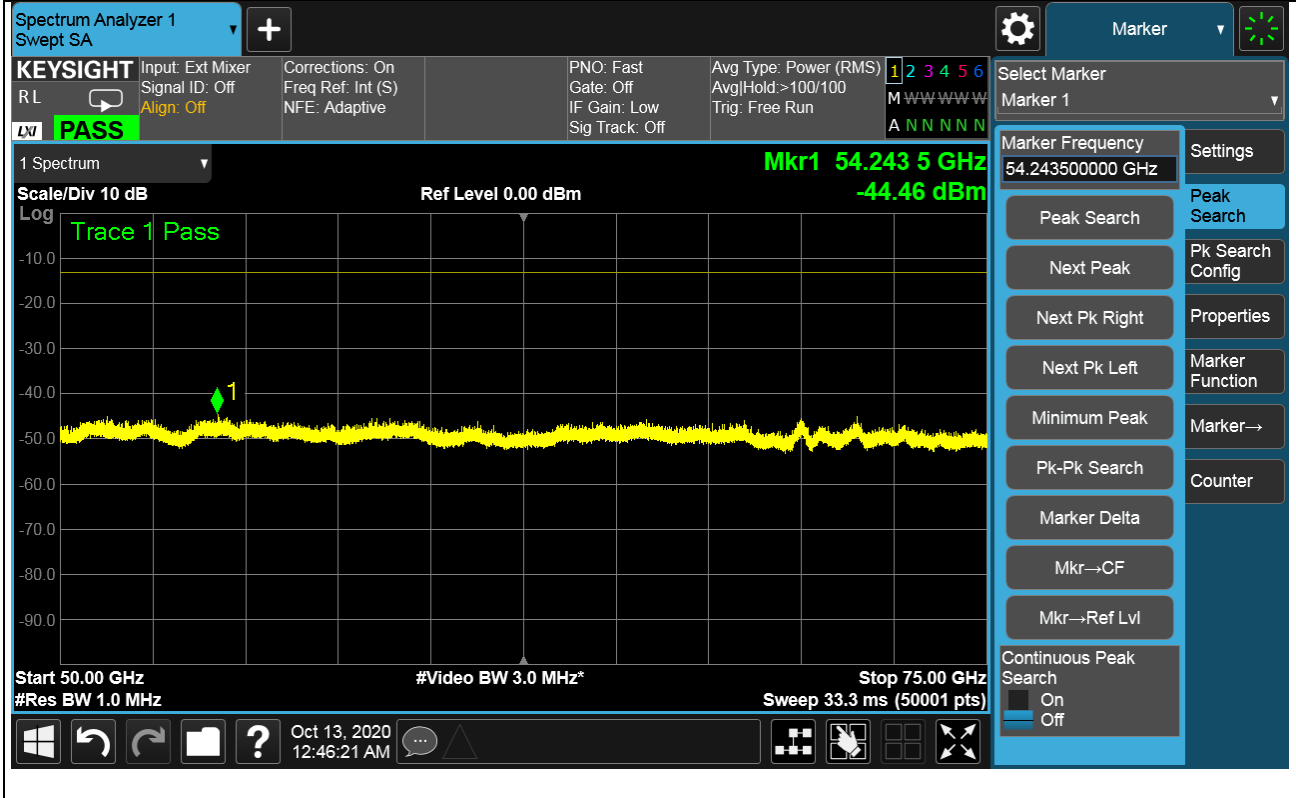 Spectrum Analyzer 1
Swept SA
Marker
KEYSIGHT
R L
LXI PASS
Input: Ext Mixer
Signal ID: Off
Align: Off
Corrections: On
Freq Ref: Int (S)
NFE: Adaptive
PNO: Fast
Gate: Off
IF Gain: Low
Sig Track: Off
Avg Type: Power (RMS)
Avg|Hold:>100/100
Trig: Free Run
1 2 3 4 5 6
M W W W W W
A N N N N N
Select Marker
Marker 1
1 Spectrum
Mkr1 54.243 5 GHz
-44.46 dBm
Scale/Div 10 dB
Ref Level 0.00 dBm
Log
Trace 1 Pass
-10.0
-20.0
-30.0
-40.0
-50.0
-60.0
-70.0
-80.0
-90.0
1
Start 50.00 GHz
#Video BW 3.0 MHz*
Stop 75.00 GHz
#Res BW 1.0 MHz
Sweep 33.3 ms (50001 pts)
Marker Frequency
54.243500000 GHz
Peak Search
Next Peak
Next Pk Right
Next Pk Left
Minimum Peak
Pk-Pk Search
Marker Delta
Mkr→CF
Mkr→Ref Lvl
Continuous Peak
Search
On
Off
Settings
Peak
Search
Pk Search
Config
Properties
Marker
Function
Marker→
Counter
?
Oct 13, 2020
12:46:21 AM